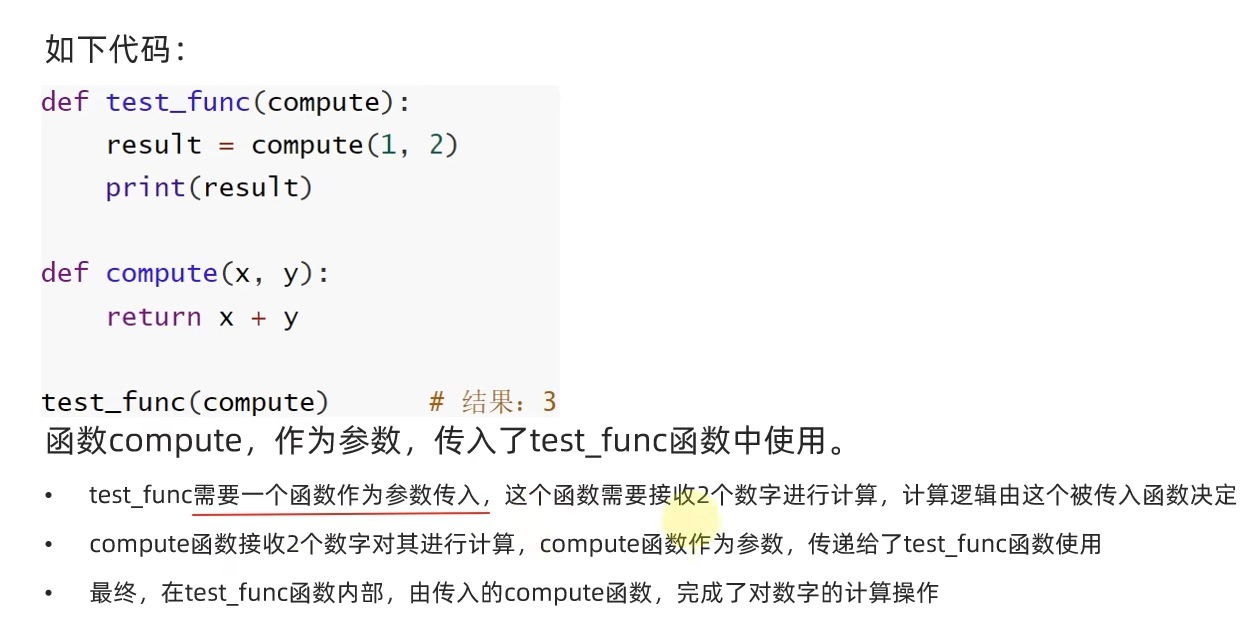 如下代码：
def test_func(compute):
    result = compute(1, 2)
    print(result)
def compute(x, y):
    return x + y
test_func(compute)      # 结果：3
函数compute，作为参数，传入了test_func函数中使用。
• test_func需要一个函数作为参数传入，这个函数需要接收2个数字进行计算，计算逻辑由这个被传入函数决定
• compute函数接收2个数字对其进行计算，compute函数作为参数，传递给了test_func函数使用
• 最终，在test_func函数内部，由传入的compute函数，完成了对数字的计算操作